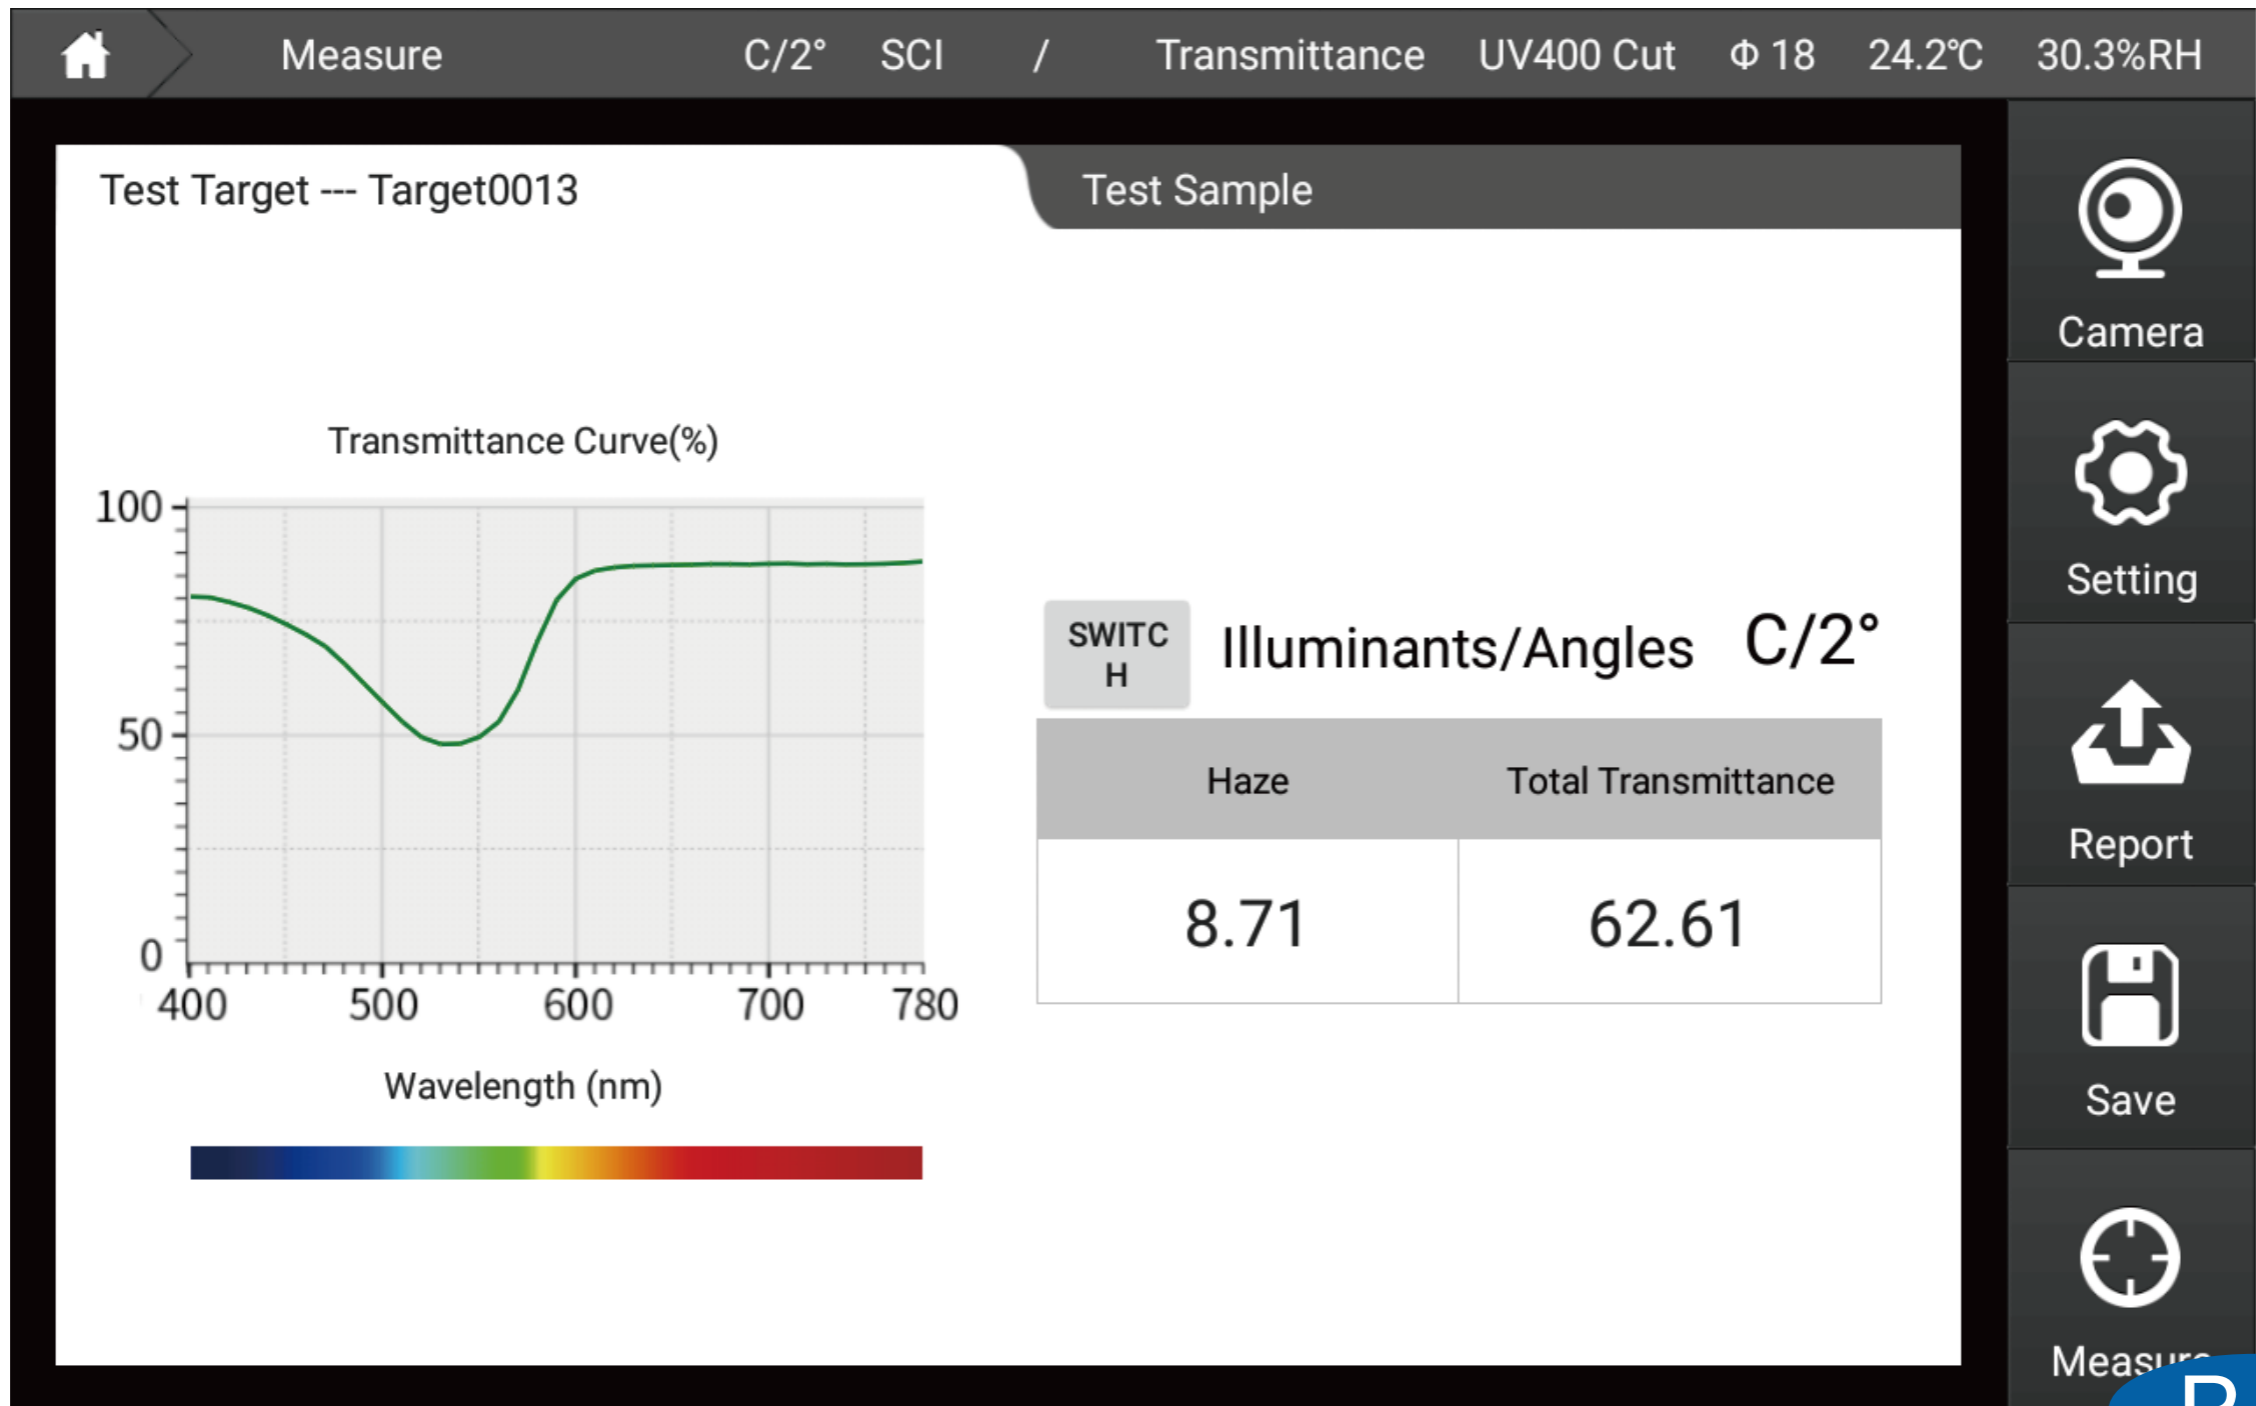 Measure C/2° SCI / Transmittance UV400 Cut Φ 18 24.2℃ 30.3%RH
Test Target --- Target0013
Test Sample
Camera
Setting
Report
Save
Measure
Transmittance Curve(%)
100
50
0
400 500 600 700 780
Wavelength (nm)
SWITC
H
Illuminants/Angles C/2°
Haze Total Transmittance
8.71 62.61